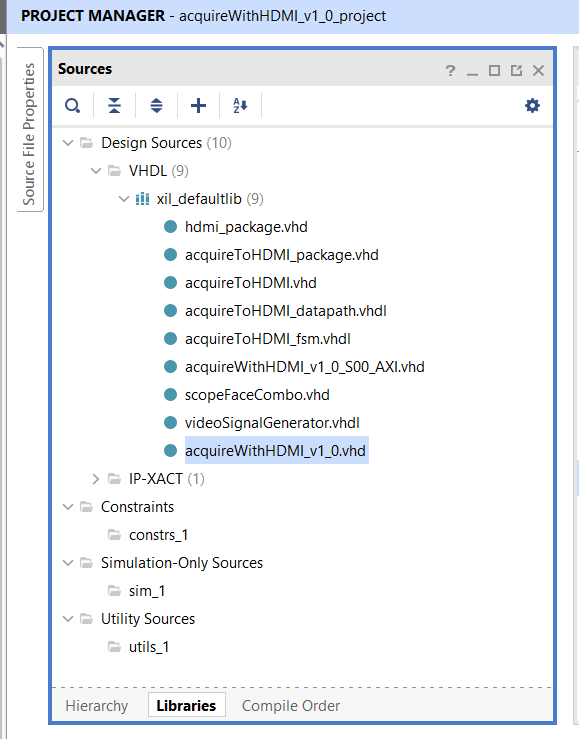 PROJECT MANAGER - acquireWithHDMI_v1_0_project
Source File Properties
Sources
? _
A Z
Design Sources (10)
VHDL (9)
xil_defaultlib (9)
hdmi_package.vhd
acquireToHDMI_package.vhd
acquireToHDMI.vhd
acquireToHDMI_datapath.vhdl
acquireToHDMI_fsm.vhdl
acquireWithHDMI_v1_0_S00_AXI.vhd
scopeFaceCombo.vhd
videoSignalGenerator.vhdl
acquireWithHDMI_v1_0.vhd
IP-XACT (1)
Constraints
constrs_1
Simulation-Only Sources
sim_1
Utility Sources
utils_1
Hierarchy Libraries Compile Order